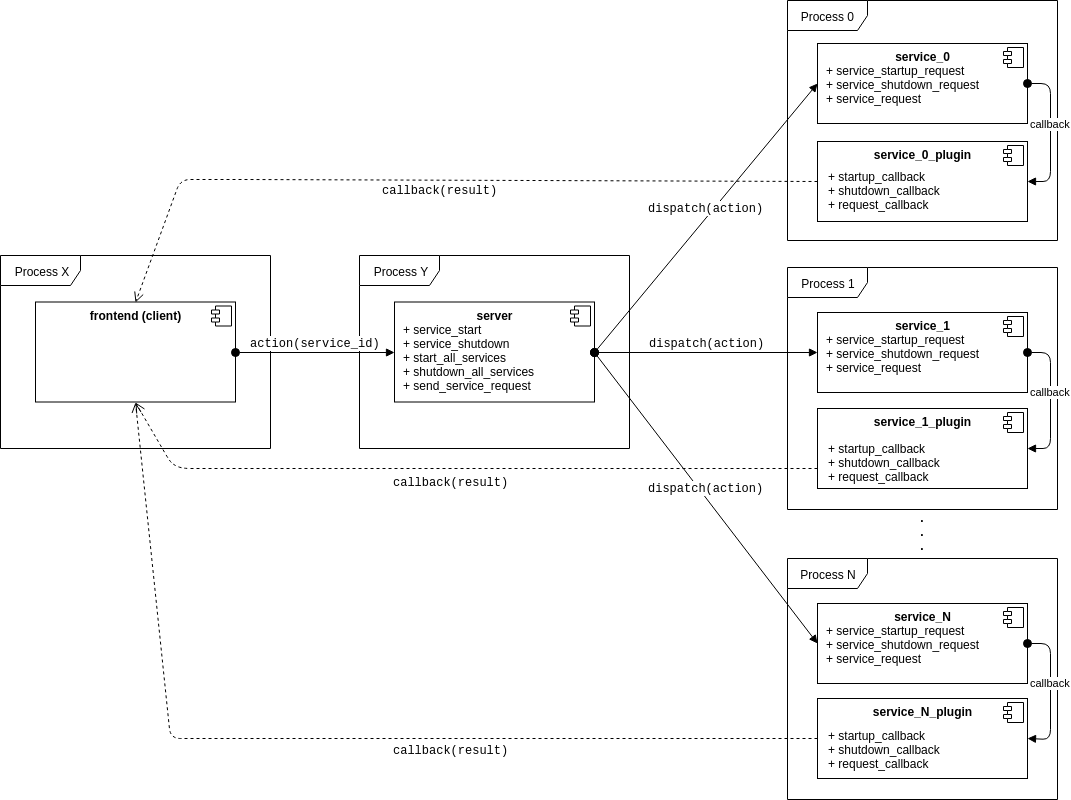 Process 0
service_0
+ service_startup_request
+ service_shutdown_request
+ service_request
callback
service_0_plugin
+ startup_callback
+ shutdown_callback
+ request_callback
callback(result)
dispatch(action)
Process X
frontend (client)
action(service_id)
Process Y
server
+ service_start
+ service_shutdown
+ start_all_services
+ shutdown_all_services
+ send_service_request
dispatch(action)
Process 1
service_1
+ service_startup_request
+ service_shutdown_request
+ service_request
callback
service_1_plugin
+ startup_callback
+ shutdown_callback
+ request_callback
callback(result)
dispatch(action)
.
.
.
Process N
service_N
+ service_startup_request
+ service_shutdown_request
+ service_request
callback
service_N_plugin
+ startup_callback
+ shutdown_callback
+ request_callback
callback(result)